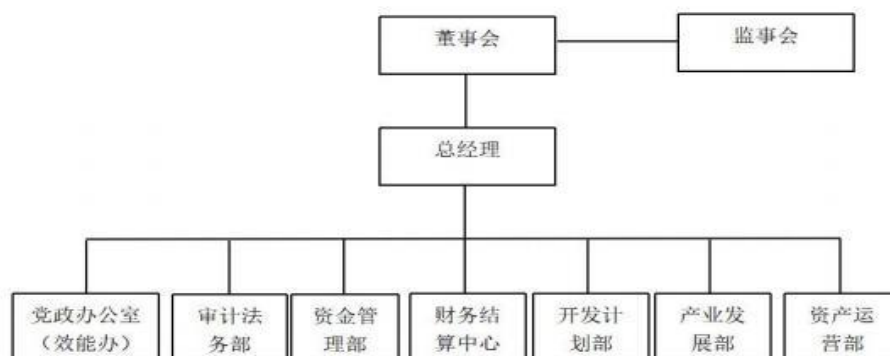 董事会
监事会
总经理
党政办公室
（效能办）
审计法
务部
资金管
理部
财务结
算中心
开发计
划部
产业发
展部
资产运
营部